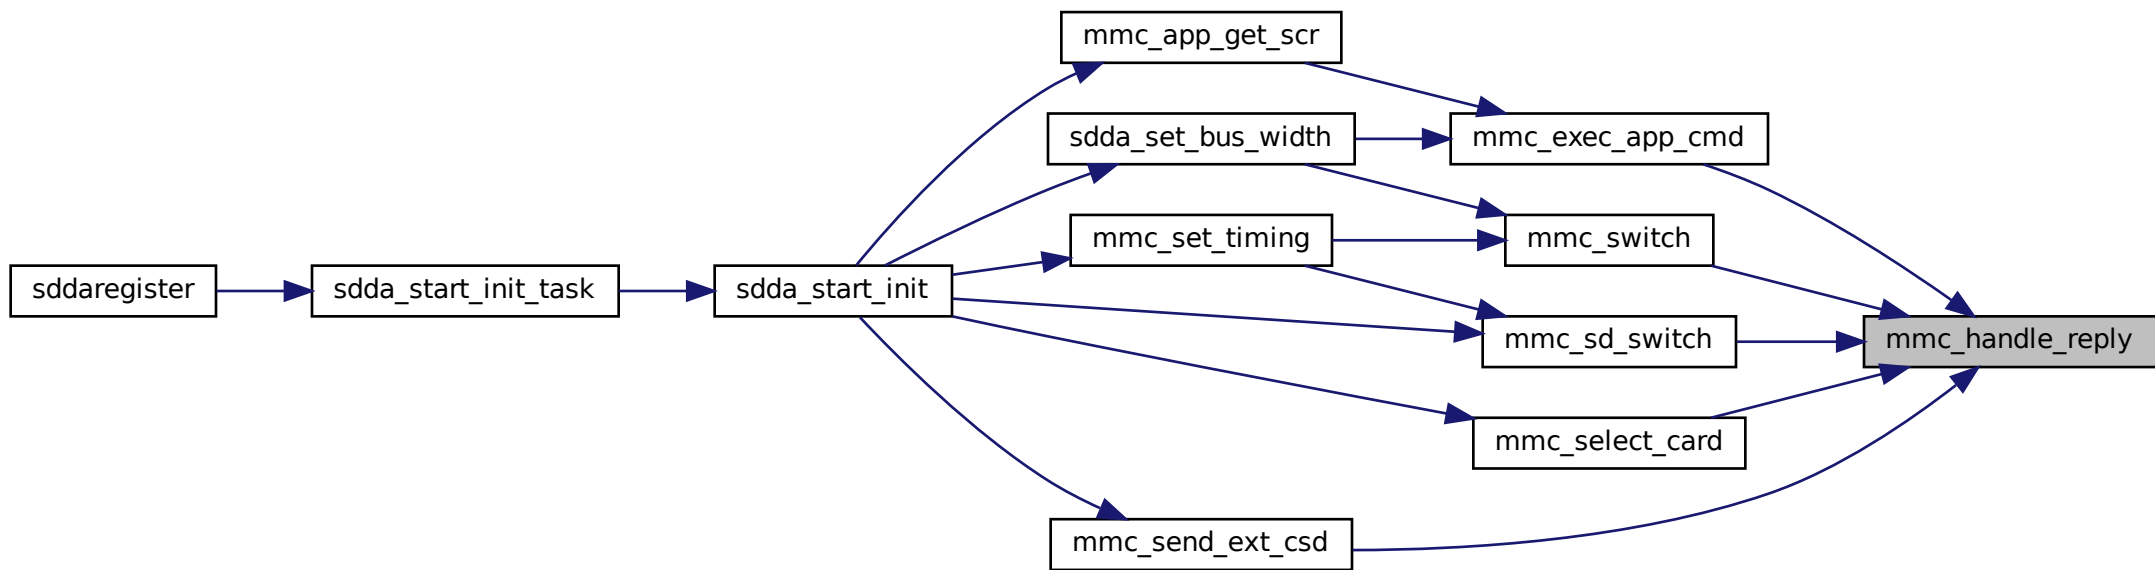 mmc_app_get_scr
sdda_set_bus_width
mmc_exec_app_cmd
mmc_set_timing
mmc_switch
sddaregister
sdda_start_init_task
sdda_start_init
mmc_sd_switch
mmc_handle_reply
mmc_select_card
mmc_send_ext_csd